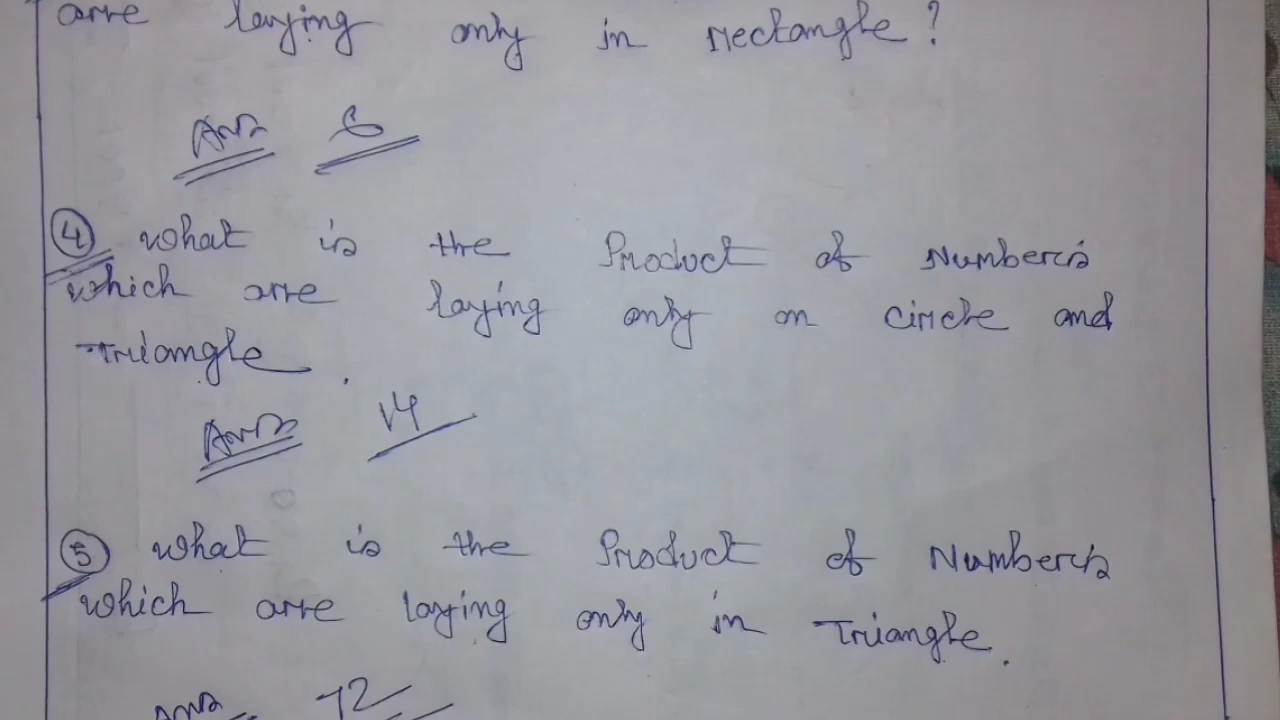 are laying only in rectangle?
Ans 6
④ What is the Product of Numbers
which are laying only on circle and
Triangle.
Ans 14
⑤ What is the Product of Numbers
which are laying only in Triangle.
Ans 72